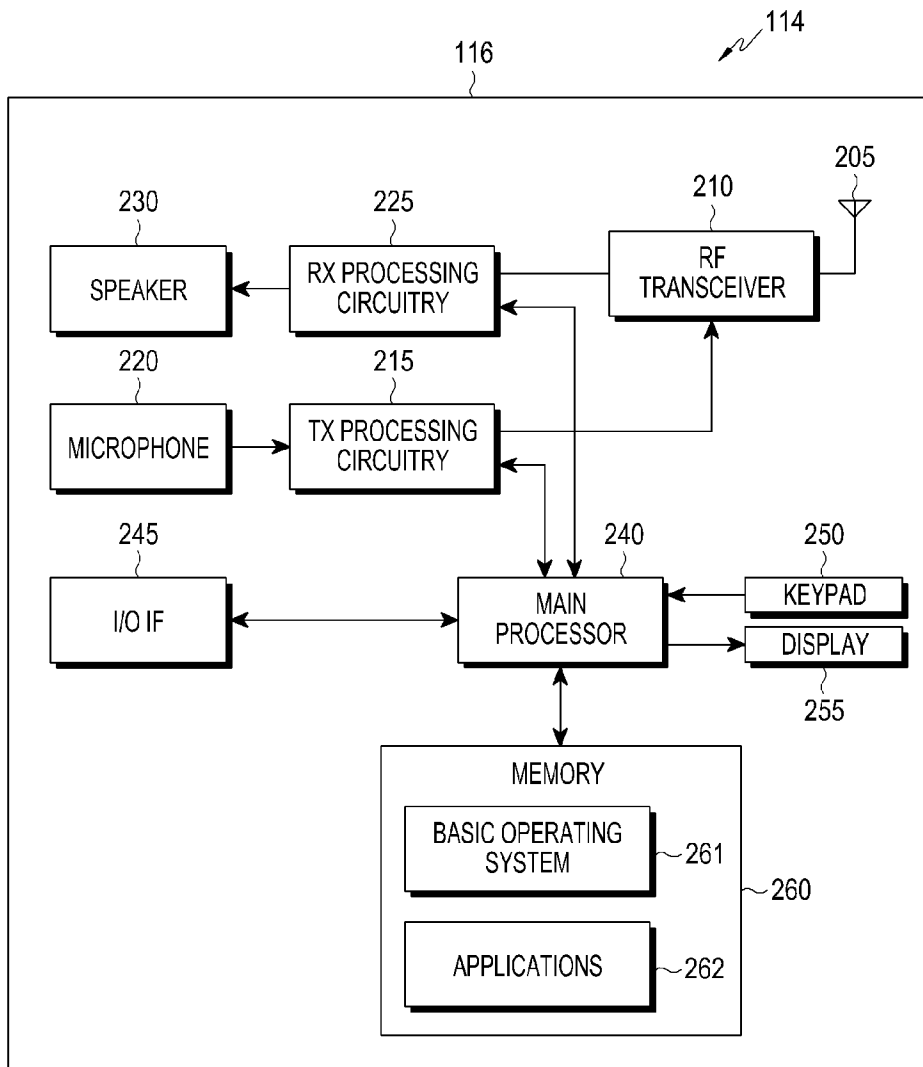 114
116
205
230
225
210
SPEAKER
RX PROCESSING
CIRCUITRY
RF
TRANSCEIVER
220
215
MICROPHONE
TX PROCESSING
CIRCUITRY
245
240
250
I/O IF
MAIN
PROCESSOR
KEYPAD
DISPLAY
255
MEMORY
BASIC OPERATING
SYSTEM
261
260
APPLICATIONS
262